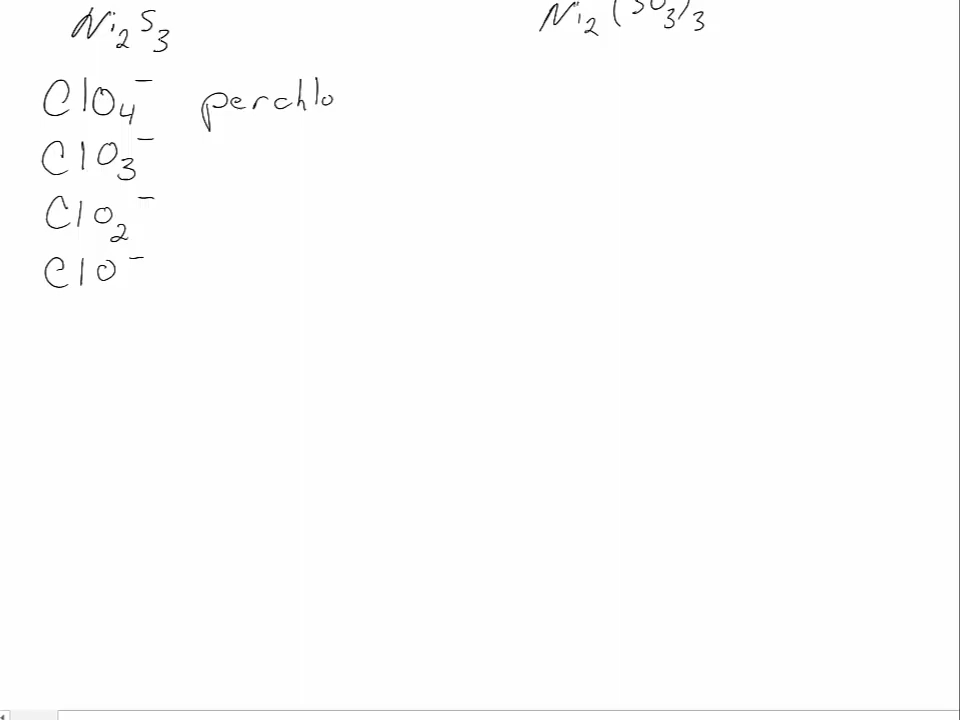 Ni₂S₃ Ni₂(SO₃)₃
ClO₄⁻ perchlo
ClO₃⁻
ClO₂⁻
ClO⁻